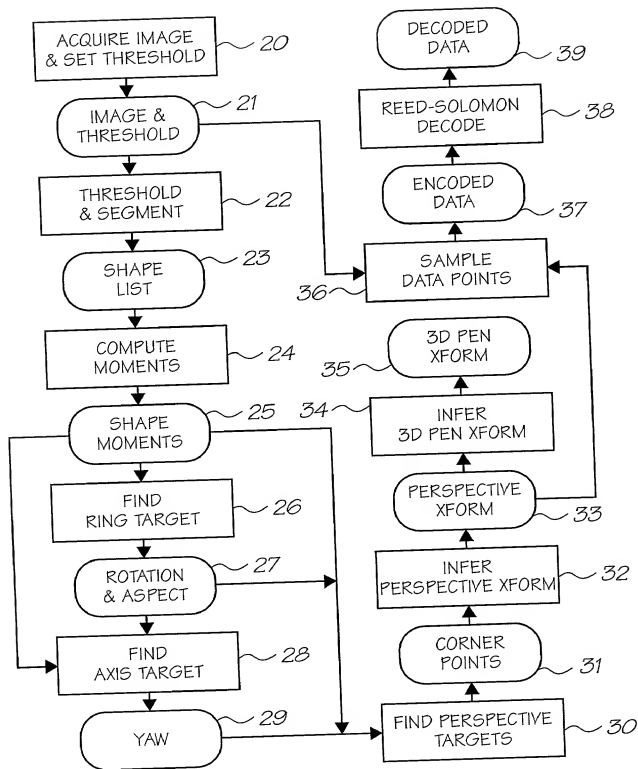 ACQUIRE IMAGE
& SET THRESHOLD
20
IMAGE &
THRESHOLD
21
THRESHOLD
& SEGMENT
22
SHAPE
LIST
23
COMPUTE
MOMENTS
24
SHAPE
MOMENTS
25
FIND
RING TARGET
26
ROTATION
& ASPECT
27
FIND
AXIS TARGET
28
YAW
29
FIND PERSPECTIVE
TARGETS
30
CORNER
POINTS
31
INFER
PERSPECTIVE XFORM
32
PERSPECTIVE
XFORM
33
INFER
3D PEN XFORM
34
3D PEN
XFORM
35
SAMPLE
DATA POINTS
36
ENCODED
DATA
37
REED-SOLOMON
DECODE
38
DECODED
DATA
39